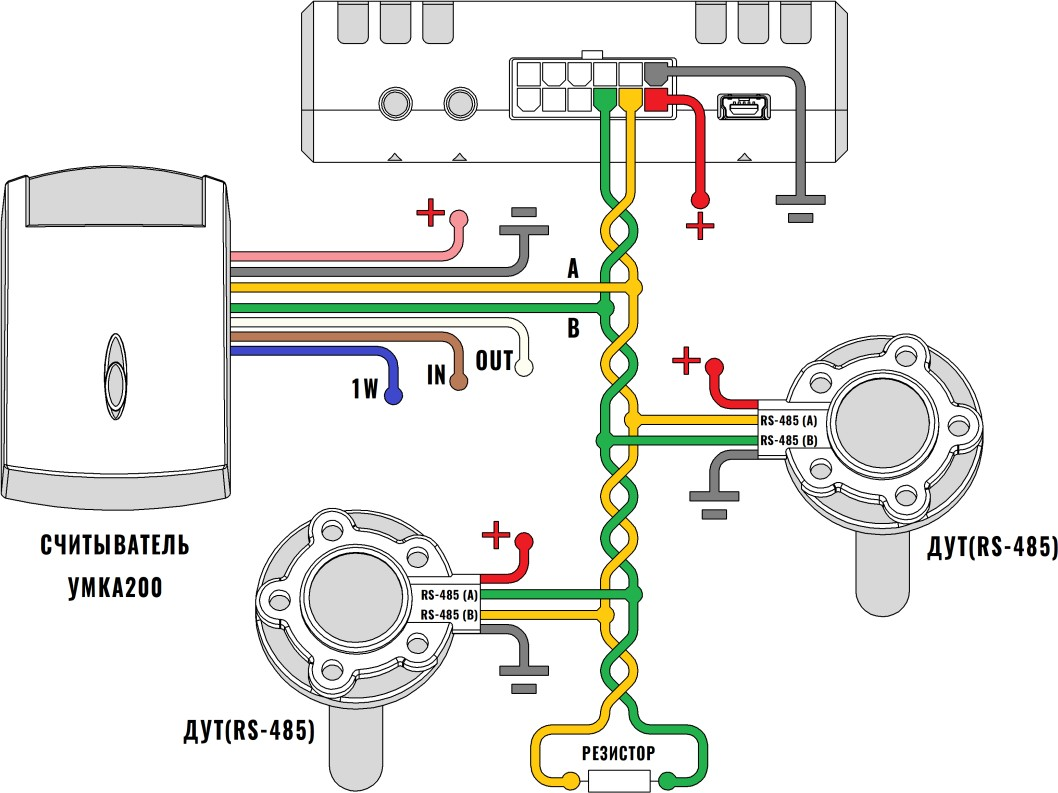 +
+
A
B
OUT
IN
1W
+
RS-485 (A)
RS-485 (B)
СЧИТЫВАТЕЛЬ
УМКА200
ДУТ(RS-485)
+
RS-485 (A)
RS-485 (B)
ДУТ(RS-485)
РЕЗИСТОР